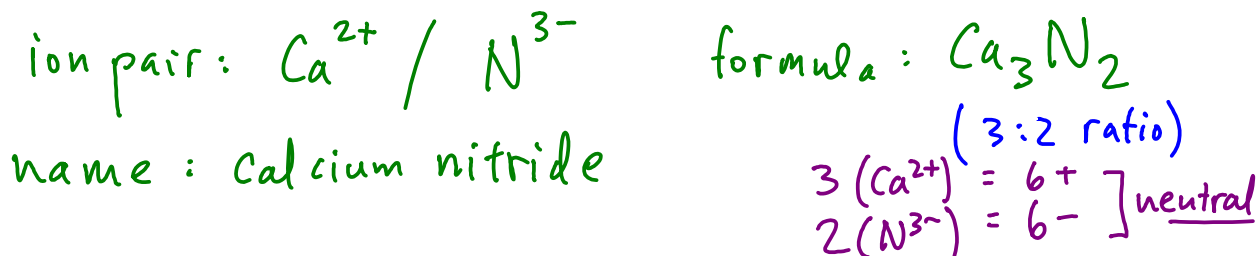 ion pair: Ca²⁺ / N³⁻
name: calcium nitride
formula: Ca₃N₂
(3:2 ratio)
3(Ca²⁺) = 6+
2(N³⁻) = 6-
] neutral